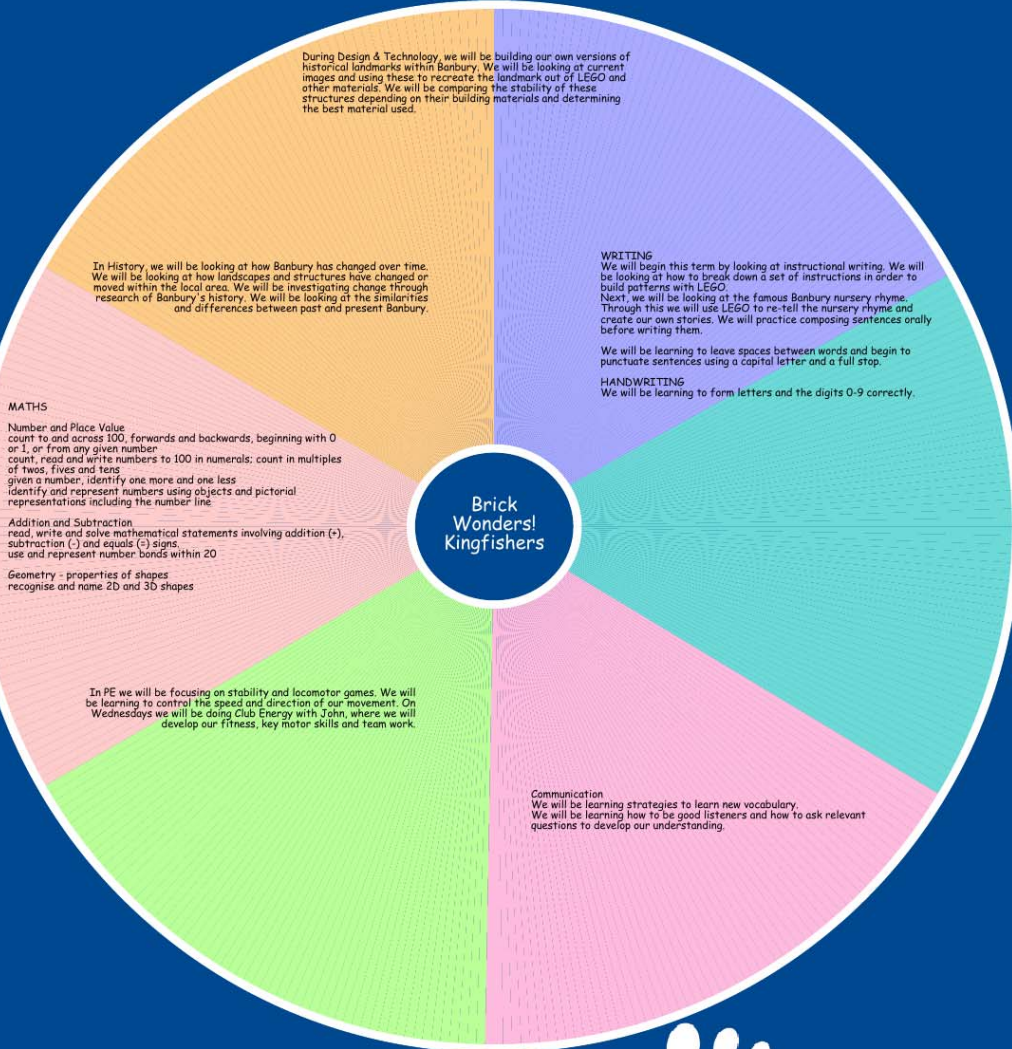 During Design & Technology, we will be building our own versions of
historical landmarks within Banbury. We will be looking at current
images and using these to recreate the landmark out of LEGO and
other materials. We will be comparing the stability of these
structures depending on their building materials and determining
the best material used.
In History, we will be looking at how Banbury has changed over time.
We will be looking at how landscapes and structures have changed or
moved within the local area. We will be investigating change through
research of Banbury's history. We will be looking at the similarities
and differences between past and present Banbury.
WRITING
We will begin this term by looking at instructional writing. We will
be looking at how to break down a set of instructions in order to
build patterns with LEGO.
Next, we will be looking at the famous Banbury nursery rhyme.
Through this we will use LEGO to re-tell the nursery rhyme and
create our own stories. We will practice composing sentences orally
before writing them.
We will be learning to leave spaces between words and begin to
punctuate sentences using a capital letter and a full stop.
HANDWRITING
We will be learning to form letters and the digits 0-9 correctly.
MATHS
Number and Place Value
count to and across 100, forwards and backwards, beginning with 0
or 1, or from any given number
count, read and write numbers to 100 in numerals; count in multiples
of twos, fives and tens
given a number, identify one more and one less
identify and represent numbers using objects and pictorial
representations including the number line
Addition and Subtraction
read, write and solve mathematical statements involving addition (+),
subtraction (-) and equals (=) signs.
use and represent number bonds within 20
Geometry - properties of shapes
recognise and name 2D and 3D shapes
Brick
Wonders!
Kingfishers
In PE we will be focusing on stability and locomotor games. We will
be learning to control the speed and direction of our movement. On
Wednesdays we will be doing Club Energy with John, where we will
develop our fitness, key motor skills and team work.
Communication
We will be learning strategies to learn new vocabulary.
We will be learning how to be good listeners and how to ask relevant
questions to develop our understanding.